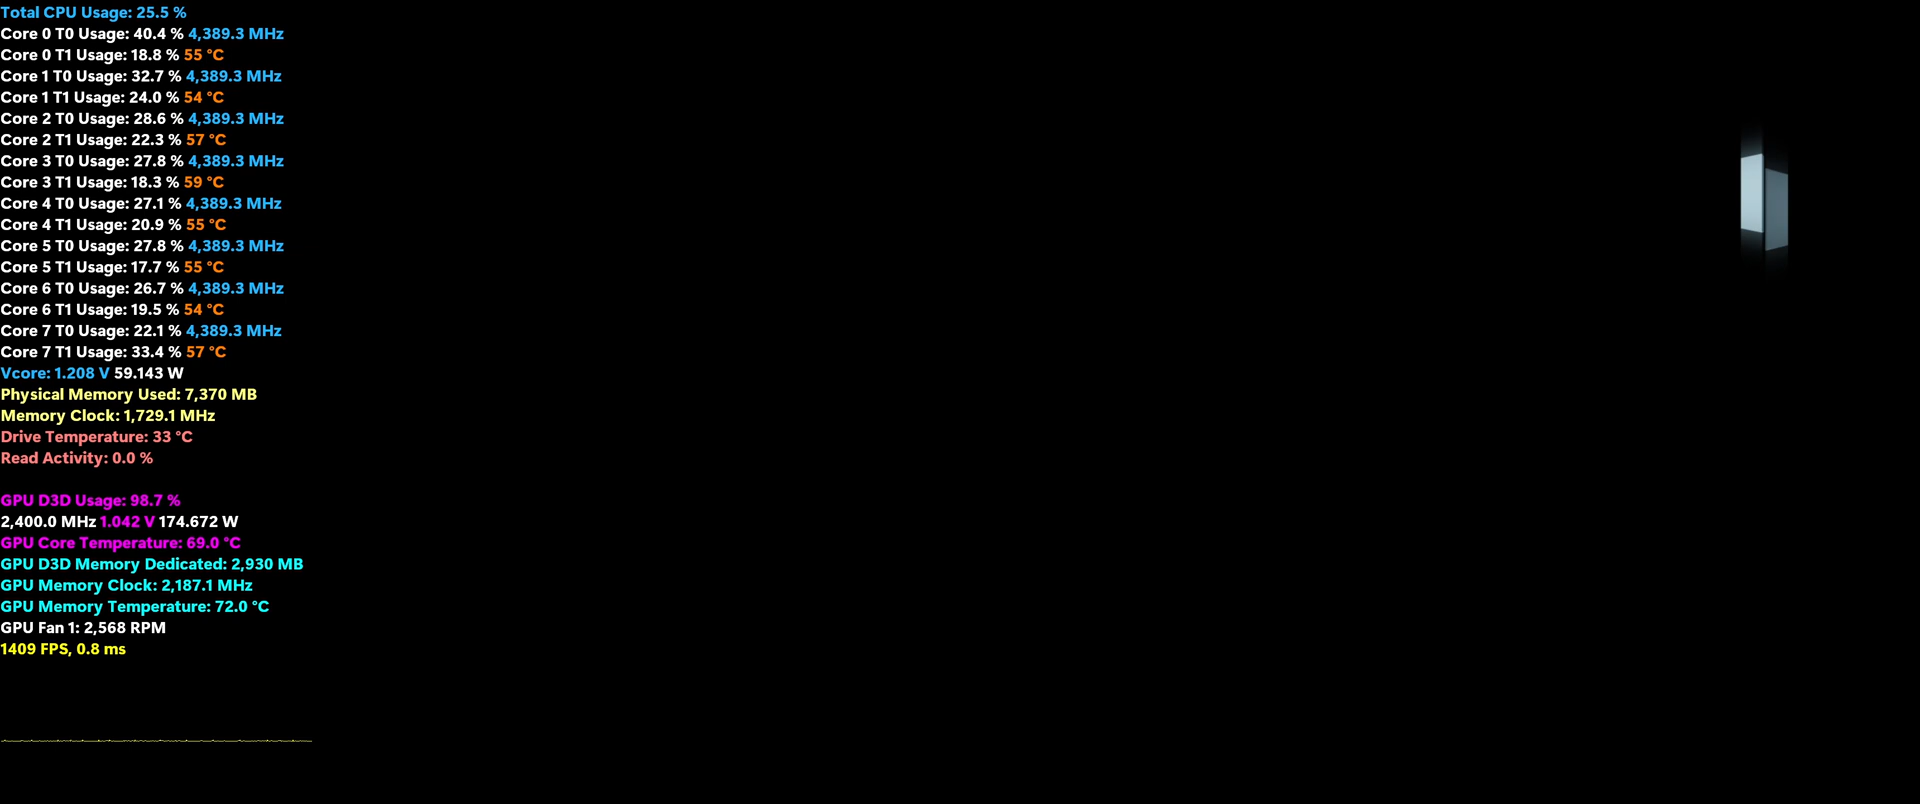 Total CPU Usage: 25.5 %
Core 0 T0 Usage: 40.4 % 4,389.3 MHz
Core 0 T1 Usage: 18.8 % 55 °C
Core 1 T0 Usage: 32.7 % 4,389.3 MHz
Core 1 T1 Usage: 24.0 % 54 °C
Core 2 T0 Usage: 28.6 % 4,389.3 MHz
Core 2 T1 Usage: 22.3 % 57 °C
Core 3 T0 Usage: 27.8 % 4,389.3 MHz
Core 3 T1 Usage: 18.3 % 59 °C
Core 4 T0 Usage: 27.1 % 4,389.3 MHz
Core 4 T1 Usage: 20.9 % 55 °C
Core 5 T0 Usage: 27.8 % 4,389.3 MHz
Core 5 T1 Usage: 17.7 % 55 °C
Core 6 T0 Usage: 26.7 % 4,389.3 MHz
Core 6 T1 Usage: 19.5 % 54 °C
Core 7 T0 Usage: 22.1 % 4,389.3 MHz
Core 7 T1 Usage: 33.4 % 57 °C
Vcore: 1.208 V 59.143 W
Physical Memory Used: 7,370 MB
Memory Clock: 1,729.1 MHz
Drive Temperature: 33 °C
Read Activity: 0.0 %
GPU D3D Usage: 98.7 %
2,400.0 MHz 1.042 V 174.672 W
GPU Core Temperature: 69.0 °C
GPU D3D Memory Dedicated: 2,930 MB
GPU Memory Clock: 2,187.1 MHz
GPU Memory Temperature: 72.0 °C
GPU Fan 1: 2,568 RPM
1409 FPS, 0.8 ms